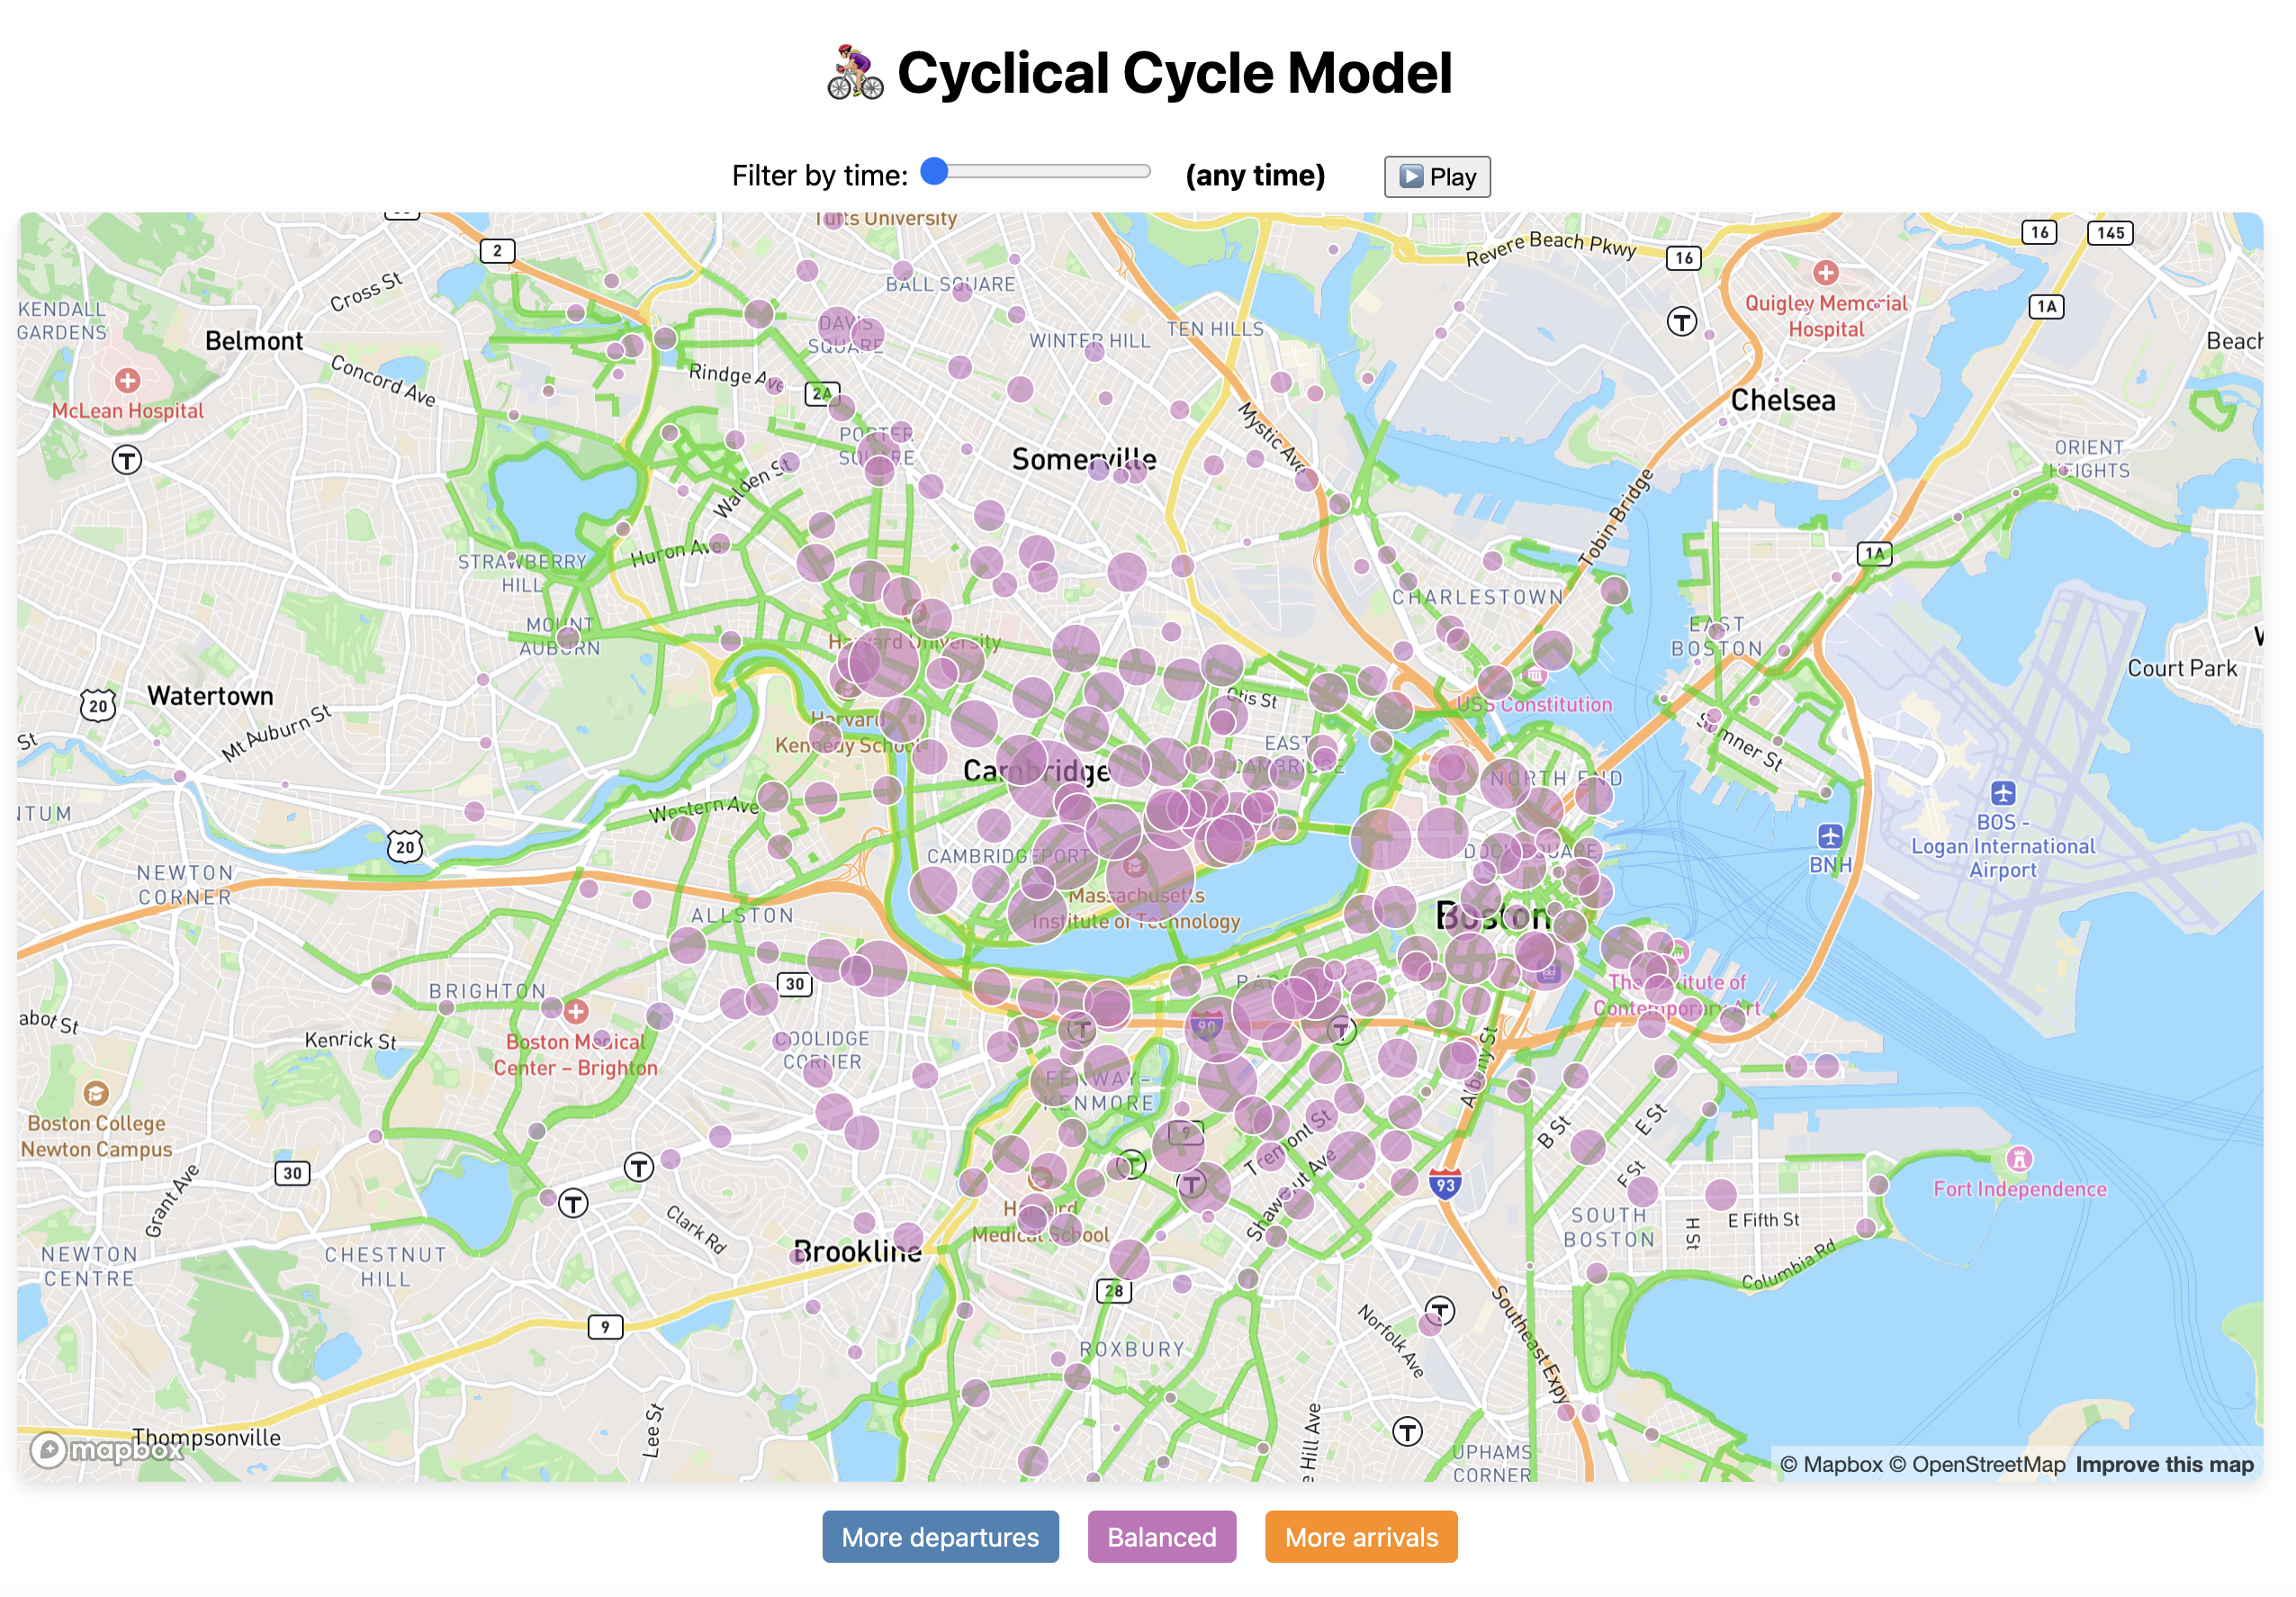 Cyclical Cycle Model
Filter by time:
(any time)
Play
Tufts University
2
16
145
Revere Beach Pkwy
16
BALL SQUARE
Cross St
KENDALL
GARDENS
Quigley Memorial
Hospital
1A
Belmont
DAVIS
SQUARE
WINTER HILL
TEN HILLS
Beach
Concord Ave
Rindge Ave
2A
McLean Hospital
Chelsea
Mystic Ave
PORTER
SQUARE
Somerville
ORIENT
HEIGHTS
Walden St
Tobin Bridge
1A
STRAWBERRY
HILL
Huron Ave
CHARLESTOWN
MOUNT
AUBURN
Harvard University
EAST
BOSTON
Court Park
Watertown
20
Mt Auburn St
Otis St
USS Constitution
St
Harvard
Kennedy School
EAST
CAMBRIDGE
Sumner St
Cambridge
NORTH END
NTUM
Western Ave
BOS -
Logan International
Airport
20
BNH
NEWTON
CORNER
CAMBRIDGEPORT
DOCK SQUARE
ALLSTON
Massachusetts
Institute of Technology
Boston
30
BRIGHTON
The Institute of
Contemporary Art
abot St
Kenrick St
Boston Medical
Center – Brighton
COOLIDGE
CORNER
90
Albany St
FENWAY–
KENMORE
Boston College
Newton Campus
9
Tremont St
B St
E St
F St
30
93
Fort Independence
Grant Ave
Clark Rd
Shawmut Ave
Harvard
Medical School
SOUTH
BOSTON
H St
E Fifth St
NEWTON
CENTRE
CHESTNUT
HILL
Brookline
Columbia Rd
28
9
Norfolk Ave
Southeast Expy
ROXBURY
Thompsonville
Lee St
e Hill Ave
UPHAMS
CORNER
mapbox
© Mapbox © OpenStreetMap Improve this map
More departures
Balanced
More arrivals